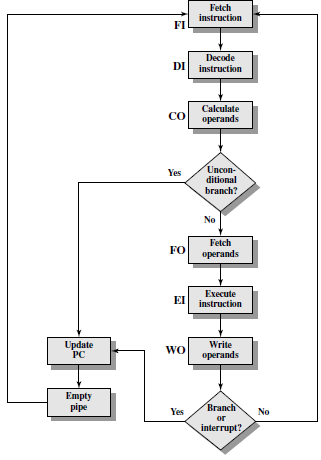 Fetch
instruction
FI
Decode
instruction
DI
Calculate
operands
CO
Uncon-
ditional
branch?
Yes
No
Fetch
operands
FO
Execute
instruction
EI
Update
PC
Write
operands
WO
Empty
pipe
Branch
or
interrupt?
Yes
No